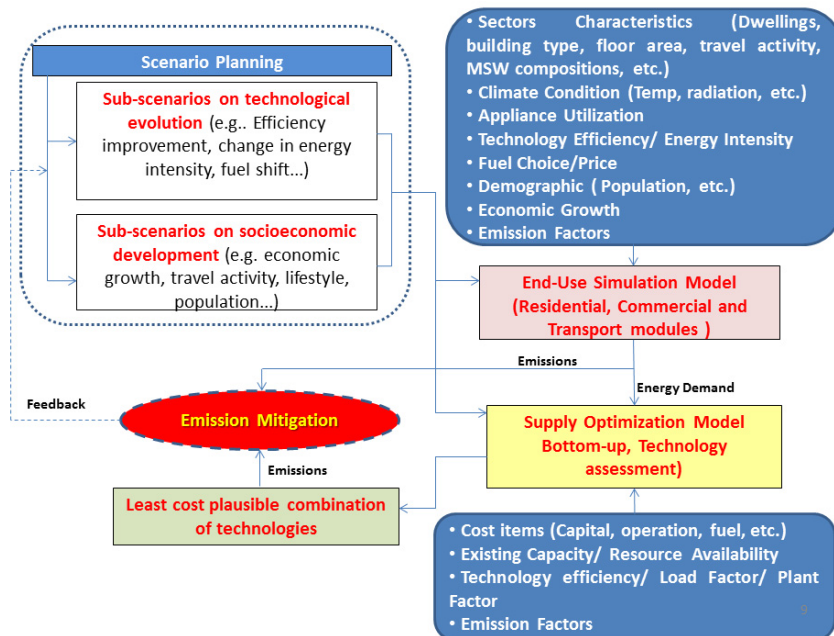 Scenario Planning
Sub-scenarios on technological
evolution (e.g.. Efficiency
improvement, change in energy
intensity, fuel shift...)
Sub-scenarios on socioeconomic
development (e.g. economic
growth, travel activity, lifestyle,
population...)
• Sectors Characteristics (Dwellings,
building type, floor area, travel activity,
MSW compositions, etc.)
• Climate Condition (Temp, radiation, etc.)
• Appliance Utilization
• Technology Efficiency/ Energy Intensity
• Fuel Choice/Price
• Demographic ( Population, etc.)
• Economic Growth
• Emission Factors
End-Use Simulation Model
(Residential, Commercial and
Transport modules )
Emissions
Energy Demand
Feedback
Emission Mitigation
Supply Optimization Model
Bottom-up, Technology
assessment)
Emissions
Least cost plausible combination
of technologies
• Cost items (Capital, operation, fuel, etc.)
• Existing Capacity/ Resource Availability
• Technology efficiency/ Load Factor/ Plant
Factor
• Emission Factors
9